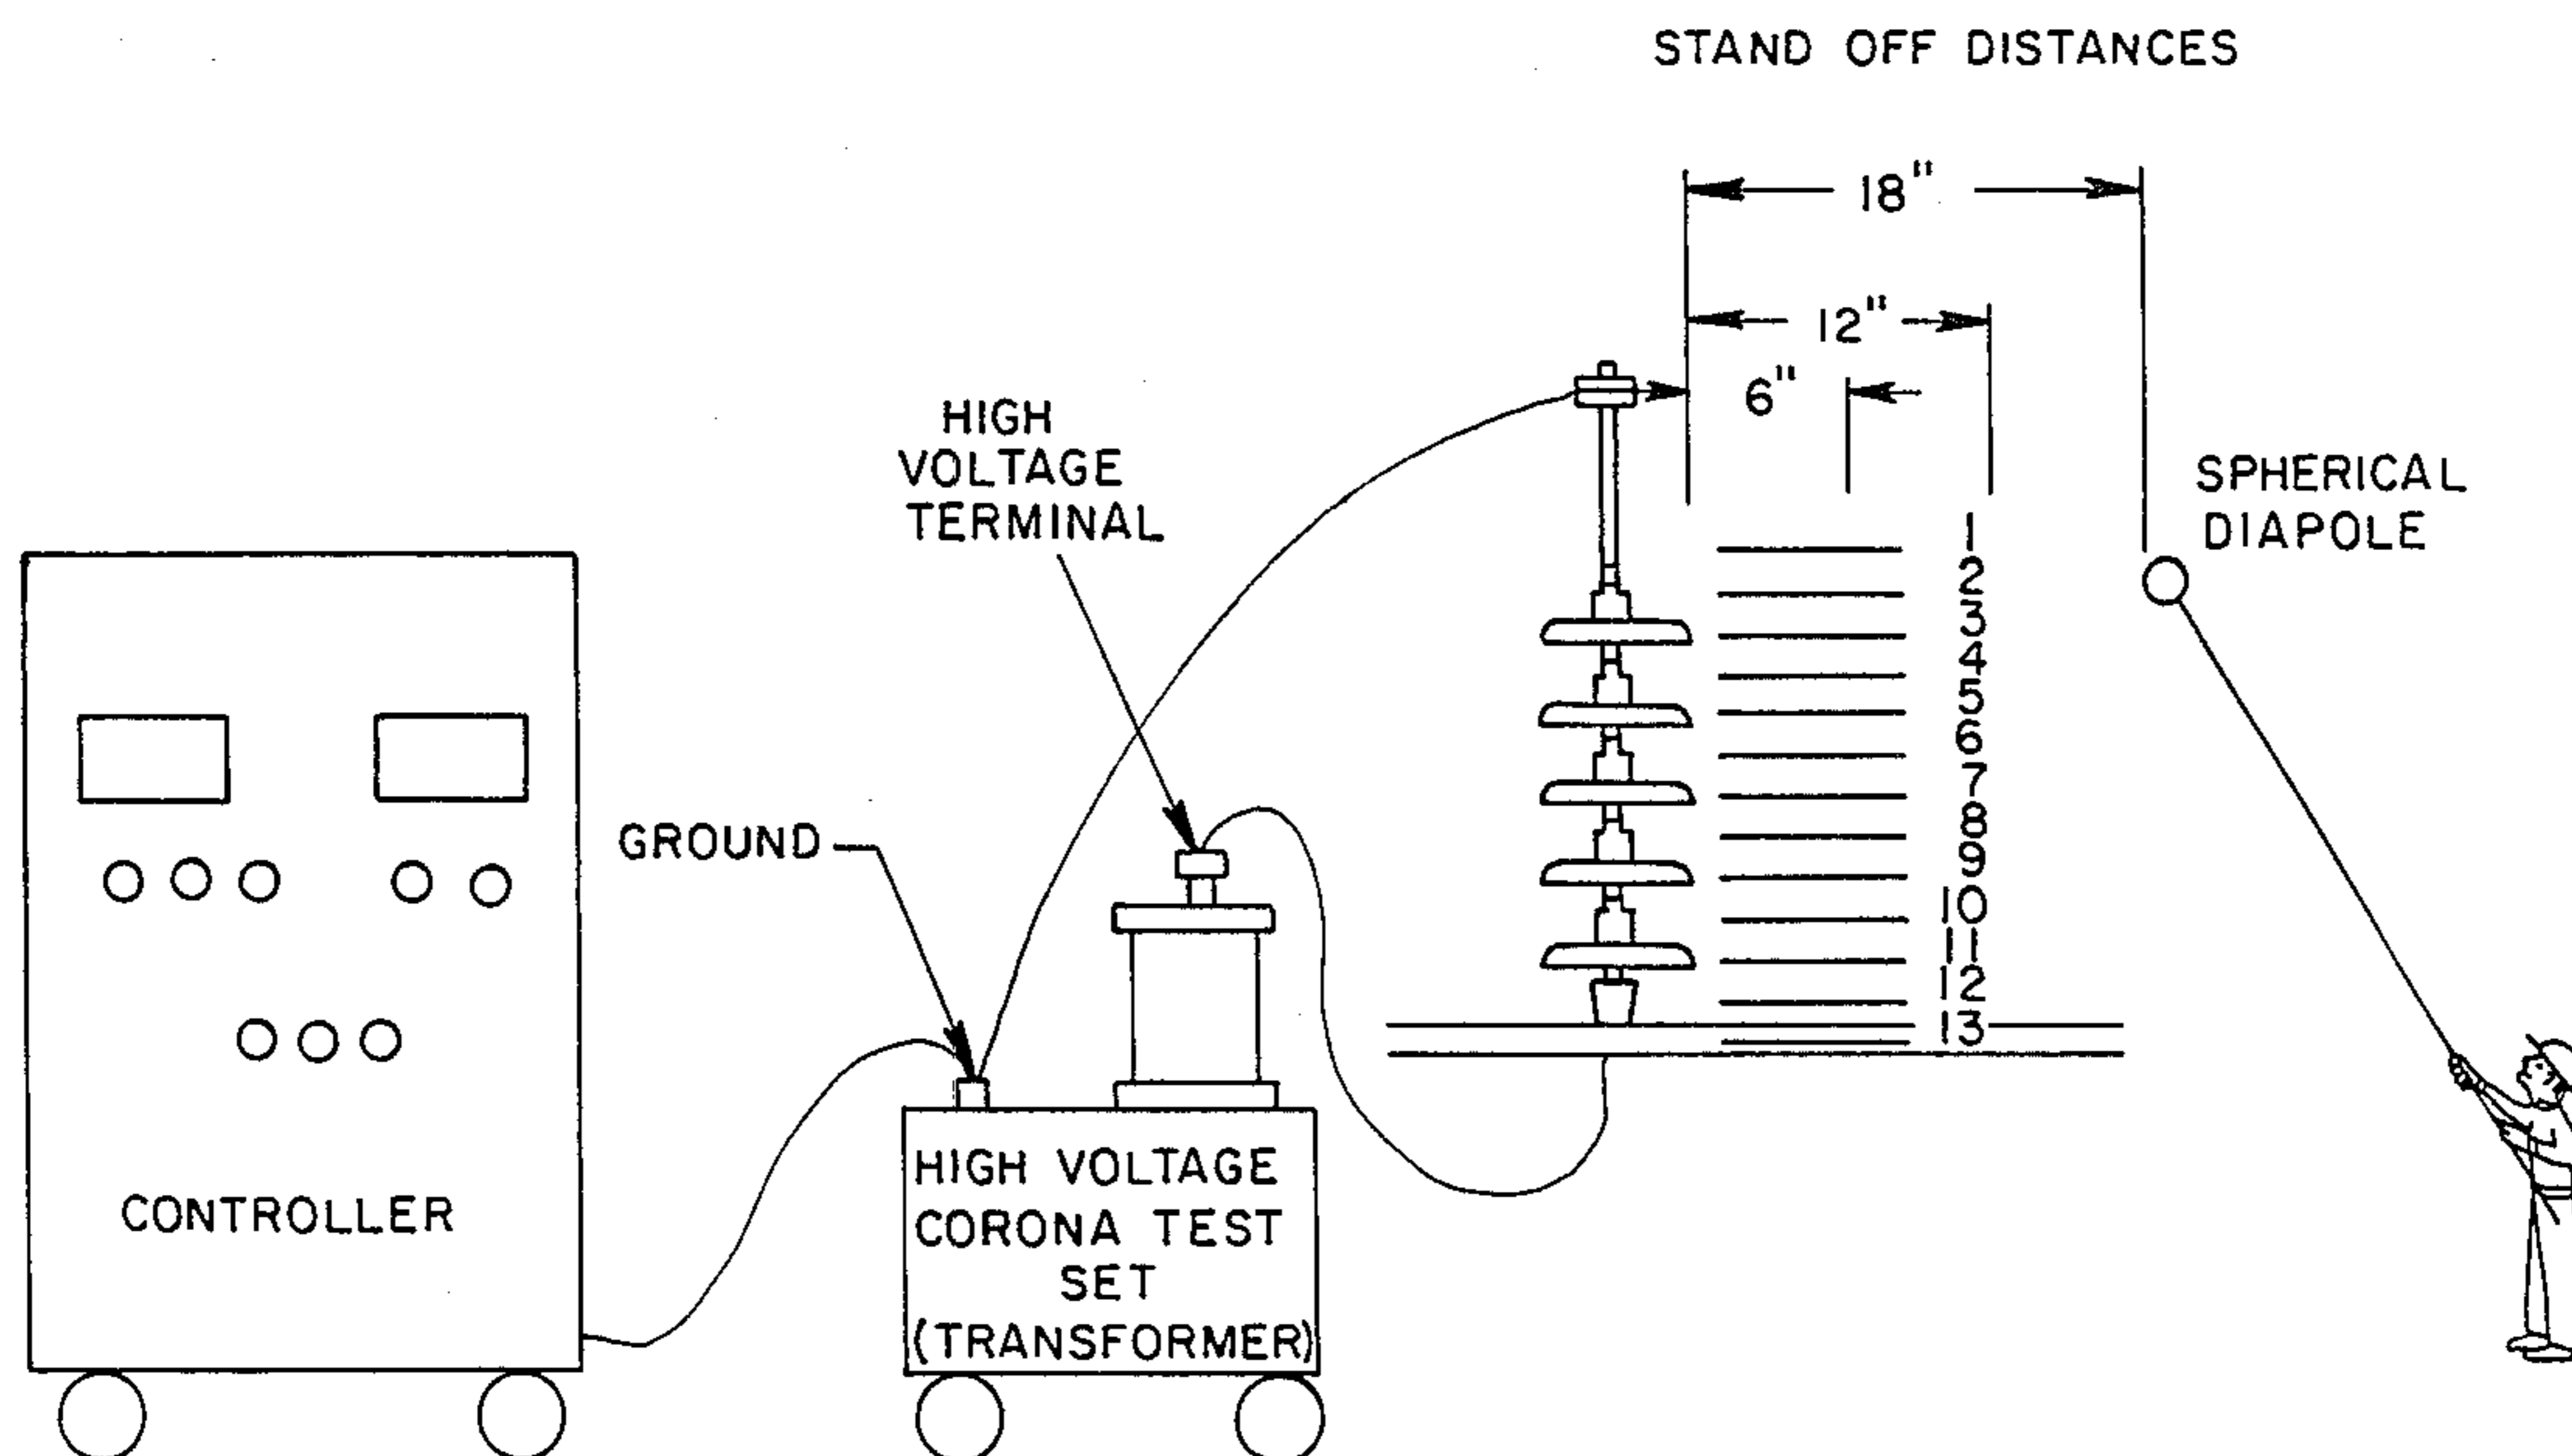 STAND OFF DISTANCES
18"
12"
6"
HIGH
VOLTAGE
TERMINAL
SPHERICAL
DIAPOLE
1
2
3
4
5
6
7
8
9
10
11
12
13
GROUND
CONTROLLER
HIGH VOLTAGE
CORONA TEST
SET
(TRANSFORMER)